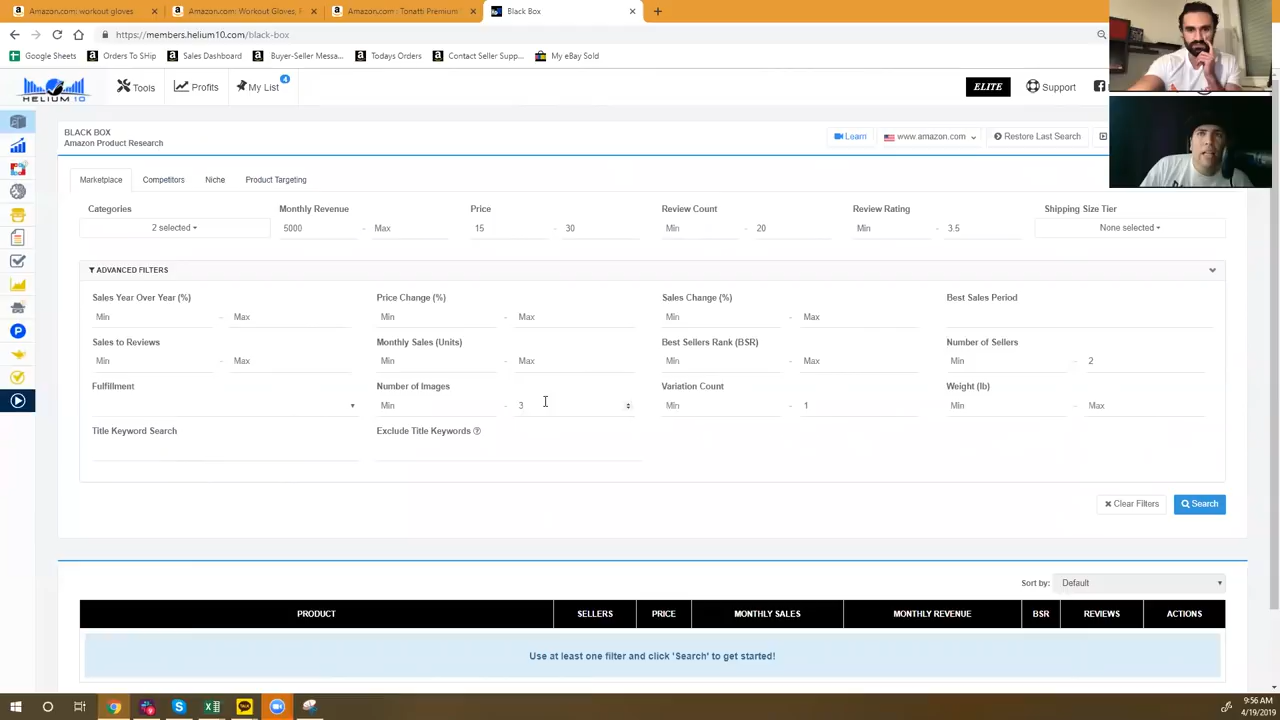 Amazon.com: workout gloves
Amazon.com: Workout Gloves, F
Amazon.com : Tonatti Premium
Black Box
https://members.helium10.com/black-box
Google Sheets
Orders To SHip
Sales Dashboard
Buyer-Seller Messa...
Todays Orders
Contact Seller Supp...
My eBay Sold
HELIUM 10
Tools
Profits
My List
4
ELITE
Support
BLACK BOX
Amazon Product Research
Learn
www.amazon.com
Restore Last Search
Marketplace
Competitors
Niche
Product Targeting
Categories
Monthly Revenue
Price
Review Count
Review Rating
Shipping Size Tier
2 selected
5000 - Max
15 - 30
Min - 20
Min - 3.5
None selected
ADVANCED FILTERS
Sales Year Over Year (%)
Price Change (%)
Sales Change (%)
Best Sales Period
Min - Max
Min - Max
Min - Max
Sales to Reviews
Monthly Sales (Units)
Best Sellers Rank (BSR)
Number of Sellers
Min - Max
Min - Max
Min - Max
Min - 2
Fulfillment
Number of Images
Variation Count
Weight (lb)
Min - 3
Min - 1
Min - Max
Title Keyword Search
Exclude Title Keywords
Clear Filters
Search
Sort by: Default
PRODUCT
SELLERS
PRICE
MONTHLY SALES
MONTHLY REVENUE
BSR
REVIEWS
ACTIONS
Use at least one filter and click 'Search' to get started!
9:56 AM
4/19/2019